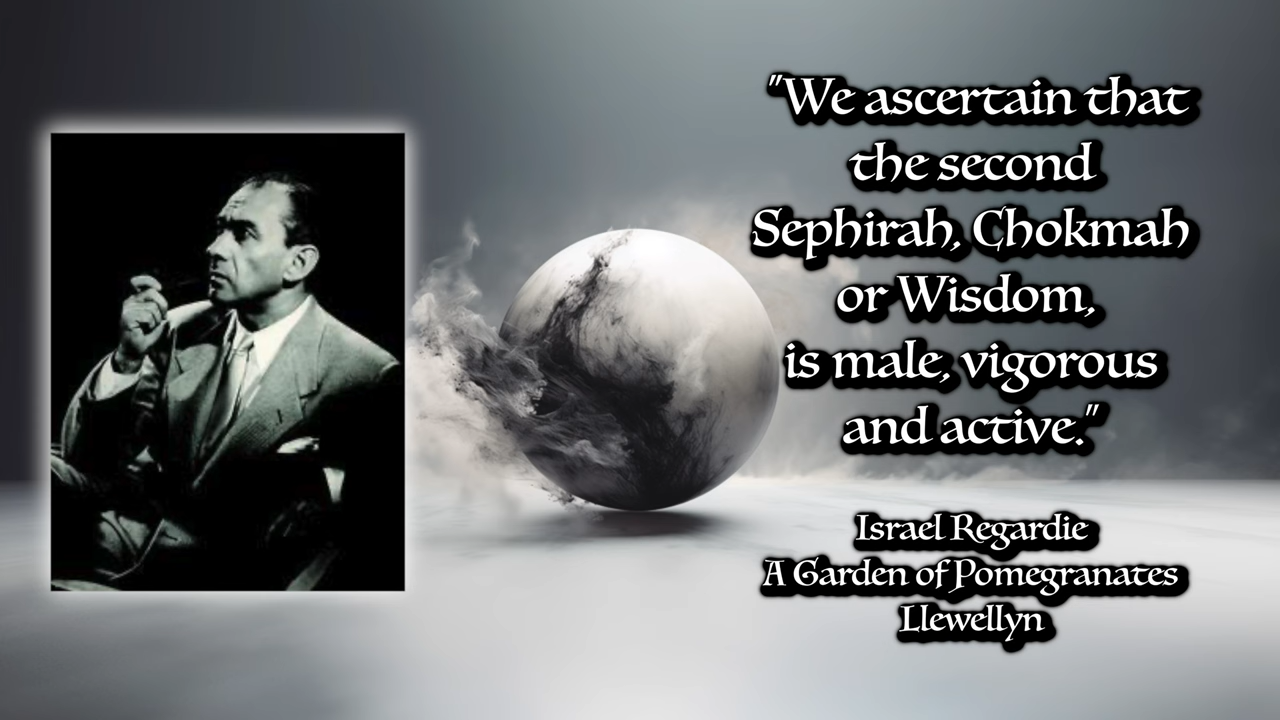 "We ascertain that
the second
Sephirah, Chokmah
or Wisdom,
is male, vigorous
and active."
Israel Regardie
A Garden of Pomegranates
Llewellyn